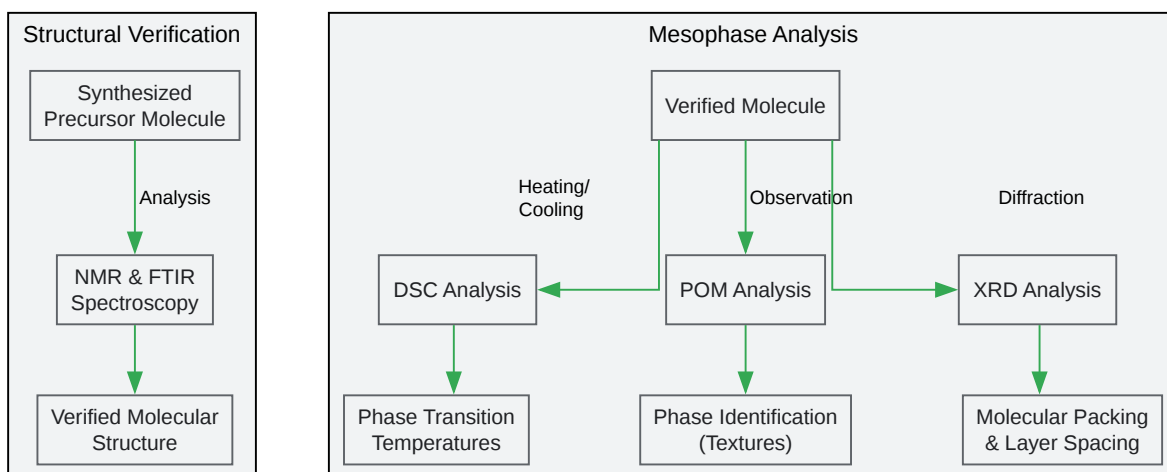 Structural Verification
Synthesized
Precursor Molecule
Analysis
NMR & FTIR
Spectroscopy
Verified Molecular
Structure
Mesophase Analysis
Verified Molecule
Heating/
Cooling
Observation
Diffraction
DSC Analysis
POM Analysis
XRD Analysis
Phase Transition
Temperatures
Phase Identification
(Textures)
Molecular Packing
& Layer Spacing